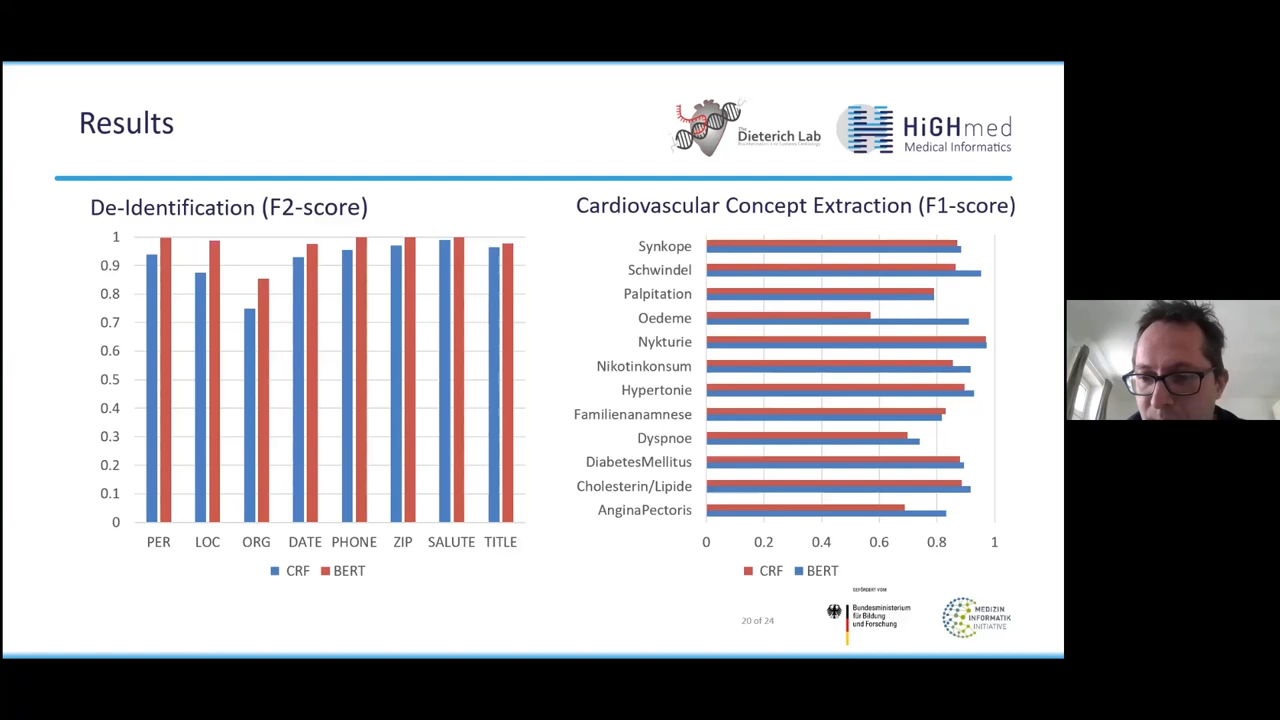 Results
The
Dieterich Lab
HiGHmed
Medical Informatics
De-Identification (F2-score)
1
0.9
0.8
0.7
0.6
0.5
0.4
0.3
0.2
0.1
0
PER LOC ORG DATE PHONE ZIP SALUTE TITLE
CRF BERT
Cardiovascular Concept Extraction (F1-score)
Synkope
Schwindel
Palpitation
Oedeme
Nykturie
Nikotinkonsum
Hypertonie
Familienanamnese
Dyspnoe
DiabetesMellitus
Cholesterin/Lipide
AnginaPectoris
0 0.2 0.4 0.6 0.8 1
CRF BERT
20 of 24
GEFÖRDERT VOM
Bundesministerium
für Bildung
und Forschung
MEDIZIN
INFORMATIK
INITIATIVE